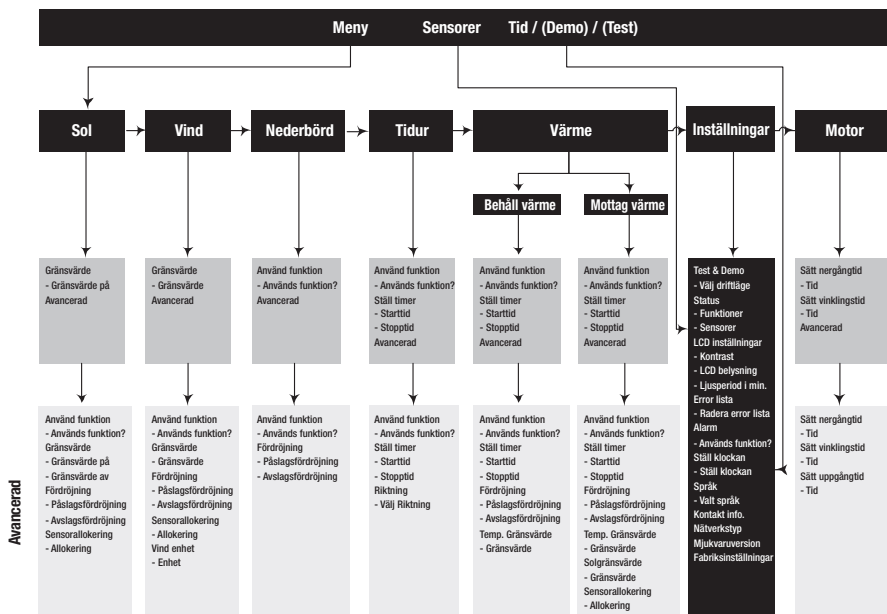 Meny Sensorer Tid / (Demo) / (Test)
Sol
Vind
Nederbörd
Tidur
Värme
Inställningar
Motor
Behåll värme
Mottag värme
Gränsvärde
- Gränsvärde på
Avancerad
Gränsvärde
- Gränsvärde
Avancerad
Använd funktion
- Används funktion?
Avancerad
Använd funktion
- Används funktion?
Ställ timer
- Starttid
- Stopptid
Avancerad
Använd funktion
- Används funktion?
Ställ timer
- Starttid
- Stopptid
Avancerad
Använd funktion
- Används funktion?
Ställ timer
- Starttid
- Stopptid
Avancerad
Test & Demo
- Välj driftläge
Status
- Funktioner
- Sensorer
LCD inställningar
- Kontrast
- LCD belysning
- Ljusperiod i min.
Error lista
- Radera error lista
Alarm
- Används funktion?
Ställ klockan
- Ställ klockan
Språk
- Valt språk
Kontakt info.
Nätverkstyp
Mjukvaruversion
Fabriksinställningar
Sätt nergångtid
- Tid
Sätt vinklingstid
- Tid
Avancerad
Avancerad
Använd funktion
- Används funktion?
Gränsvärde
- Gränsvärde på
- Gränsvärde av
Fördröjning
- Påslagsfördröjning
- Avslagsfördröjning
Sensorallokering
- Allokering
Använd funktion
- Används funktion?
Gränsvärde
- Gränsvärde
Fördröjning
- Påslagsfördröjning
- Avslagsfördröjning
Sensorallokering
- Allokering
Vind enhet
- Enhet
Använd funktion
- Används funktion?
Fördröjning
- Påslagsfördröjning
- Avslagsfördröjning
Använd funktion
- Används funktion?
Ställ timer
- Starttid
- Stopptid
Riktning
- Välj Riktning
Använd funktion
- Används funktion?
Ställ timer
- Starttid
- Stopptid
Fördröjning
- Påslagsfördröjning
- Avslagsfördröjning
Temp. Gränsvärde
- Gränsvärde
Använd funktion
- Används funktion?
Ställ timer
- Starttid
- Stopptid
Fördröjning
- Påslagsfördröjning
- Avslagsfördröjning
Temp. Gränsvärde
- Gränsvärde
Solgränsvärde
- Gränsvärde
Sensorallokering
- Allokering
Sätt nergångtid
- Tid
Sätt vinklingstid
- Tid
Sätt uppgångtid
- Tid